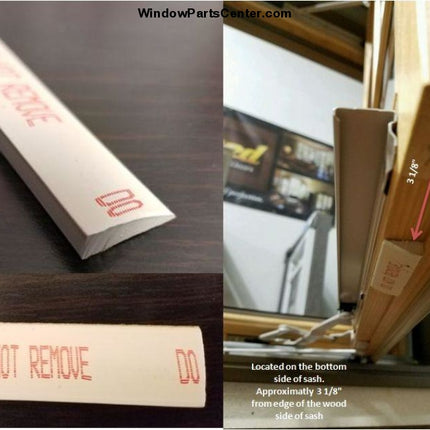 WindowPartsCenter.com
OT REMOVE
DO
OT REMOVE
DO
3 1/8"
Located on the bottom
side of sash.
Approximatly 3 1/8"
from edge of the wood
side of sash